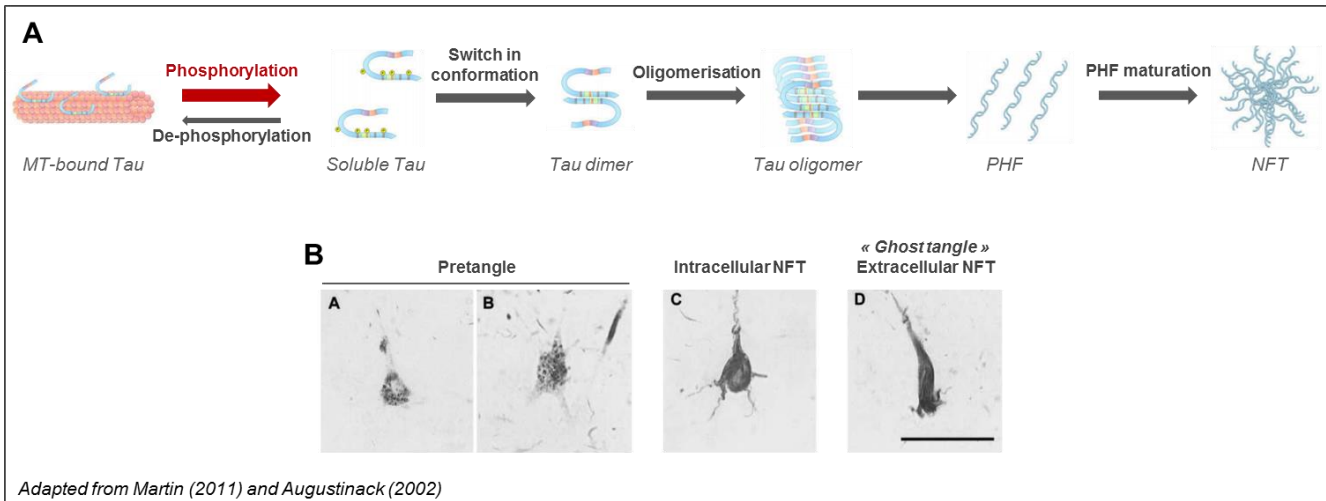 A
Phosphorylation
De-phosphorylation
Switch in
conformation
Oligomerisation
PHF maturation
MT-bound Tau
Soluble Tau
Tau dimer
Tau oligomer
PHF
NFT
B
Pretangle
Intracellular NFT
« Ghost tangle »
Extracellular NFT
A
B
C
D
Adapted from Martin (2011) and Augustinack (2002)